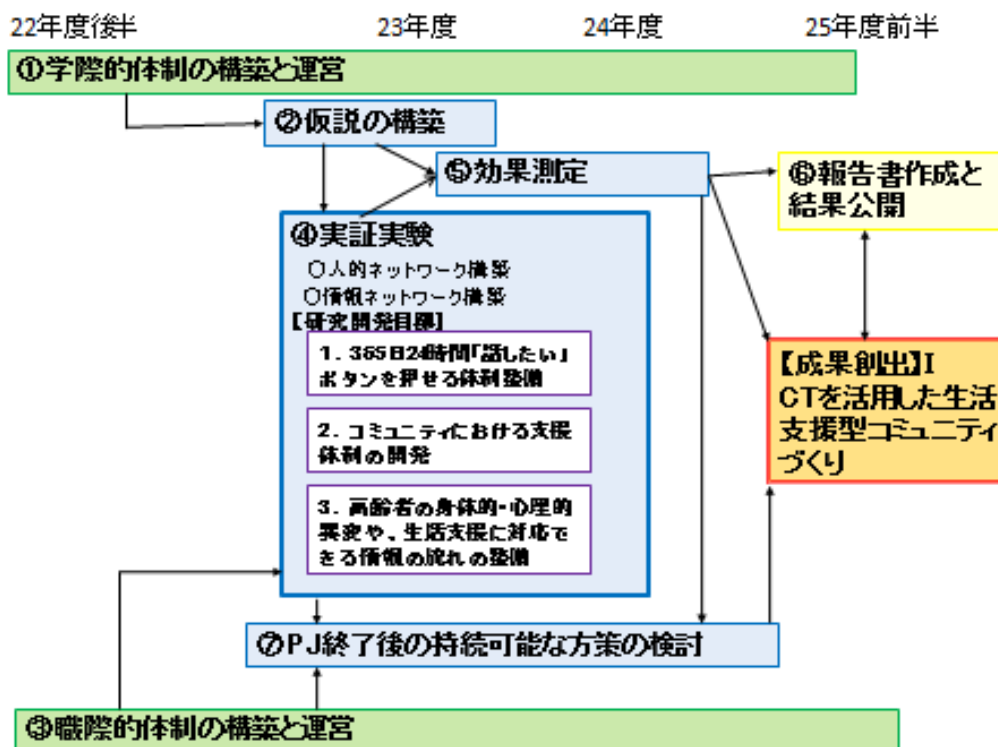 22年度後半 23年度 24年度 25年度前半
①学際的体制の構築と運営
②仮説の構築
⑤効果測定
⑥報告書作成と
結果公開
④実証実験
○人的ネットワーク構築
○情報ネットワーク構築
【研究開発目標】
1. 365日24時間「話したい」
ボタンを押せる体制整備
2. コミュニティにおける支援
体制の開発
3. 高齢者の身体的・心理的
異変や、生活支援に対応で
きる情報の流れの整備
【成果創出】I
CTを活用した生活
支援型コミュニティ
づくり
⑦PJ終了後の持続可能な方策の検討
③職際的体制の構築と運営